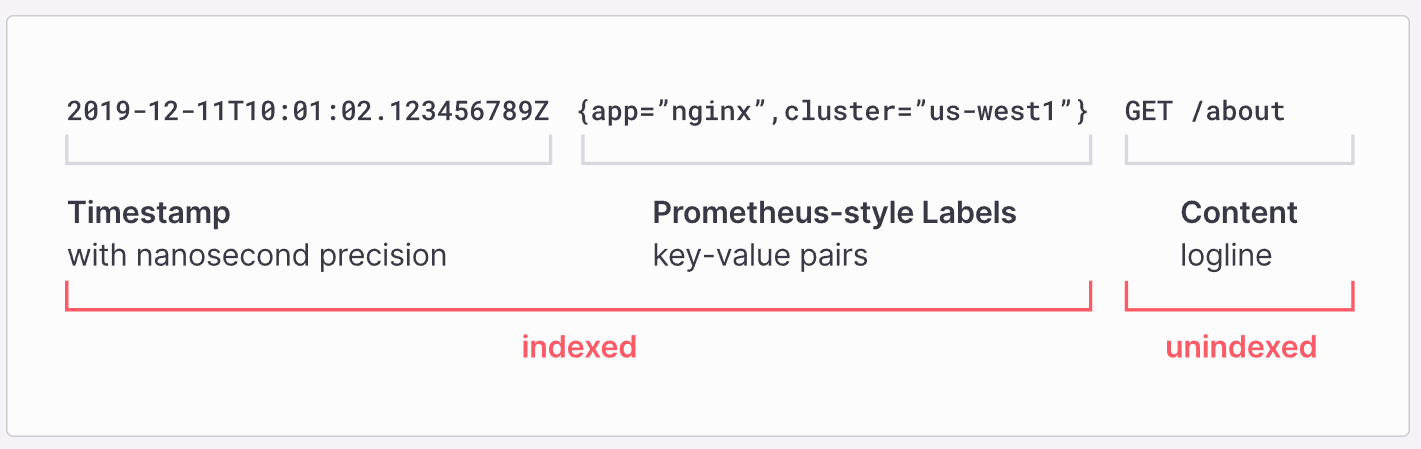 2019-12-11T10:01:02.123456789Z {app=”nginx”,cluster=”us-west1”} GET /about
Timestamp Prometheus-style Labels Content
with nanosecond precision key-value pairs logline
indexed unindexed